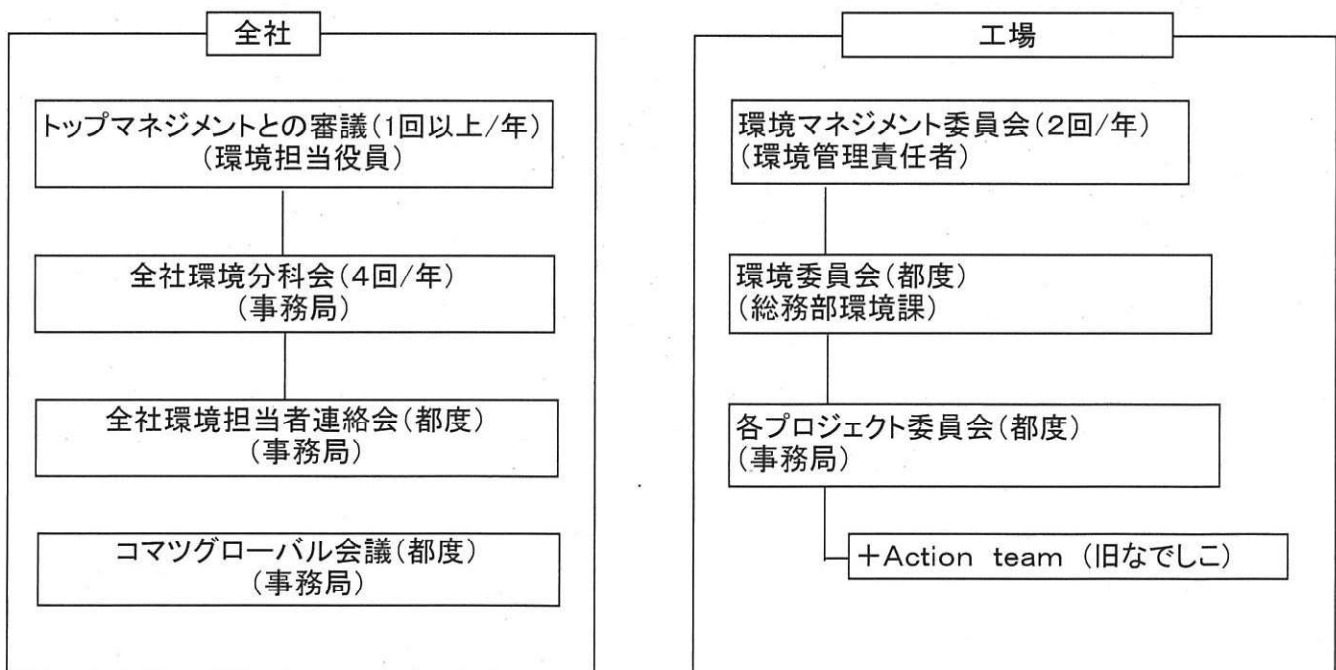 全社
トップマネジメントとの審議(1回以上/年)
(環境担当役員)
全社環境分科会(4回/年)
(事務局)
全社環境担当者連絡会(都度)
(事務局)
コマツグローバル会議(都度)
(事務局)
工場
環境マネジメント委員会(2回/年)
(環境管理責任者)
環境委員会(都度)
(総務部環境課)
各プロジェクト委員会(都度)
(事務局)
+Action team (旧なでしこ)